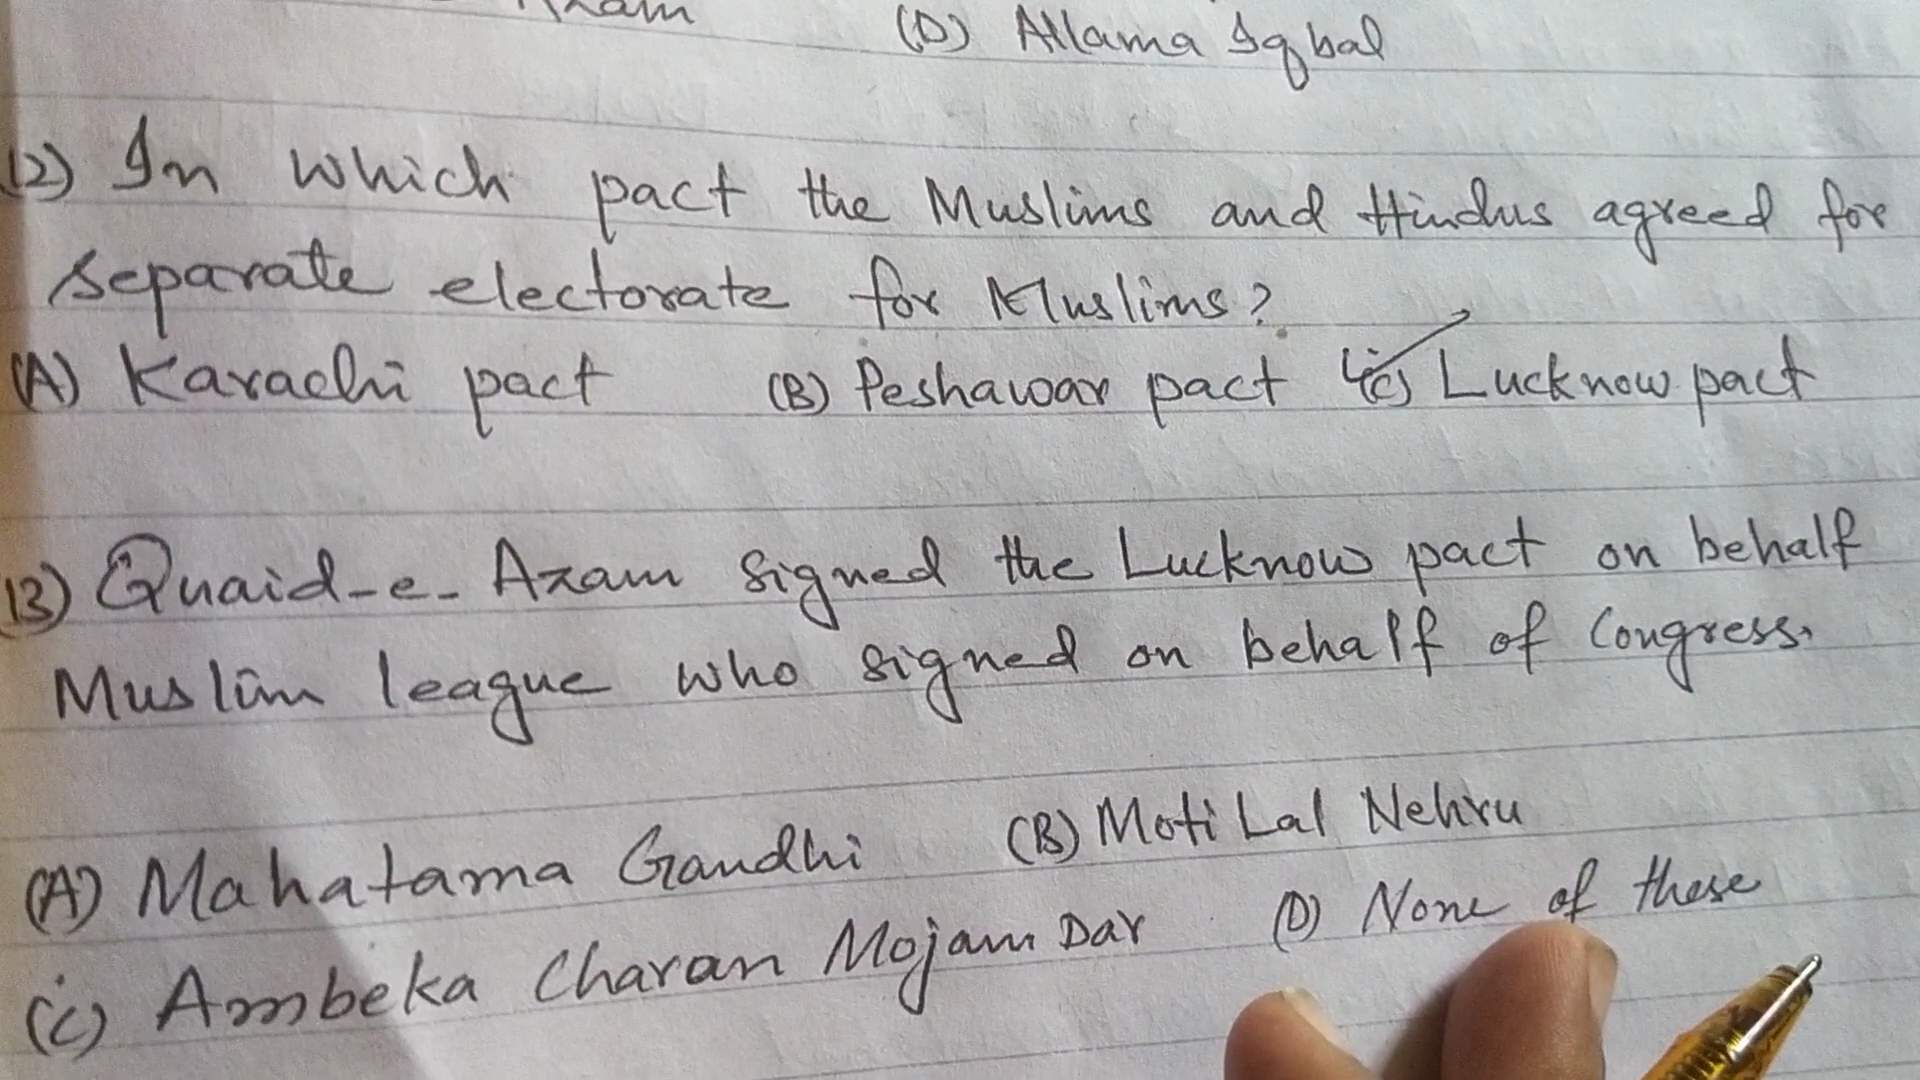 (D) Allama Iqbal
12) In which pact the Muslims and Hindus agreed for
separate electorate for Muslims?
(A) Karachi pact (B) Peshawar pact (C) Lucknow pact
13) Quaid-e-Azam signed the Lucknow pact on behalf
Muslim league who signed on behalf of Congress.
(A) Mahatama Gandhi (B) Moti Lal Nehru
(C) Ambeka Charan Mojam Dar (D) None of these